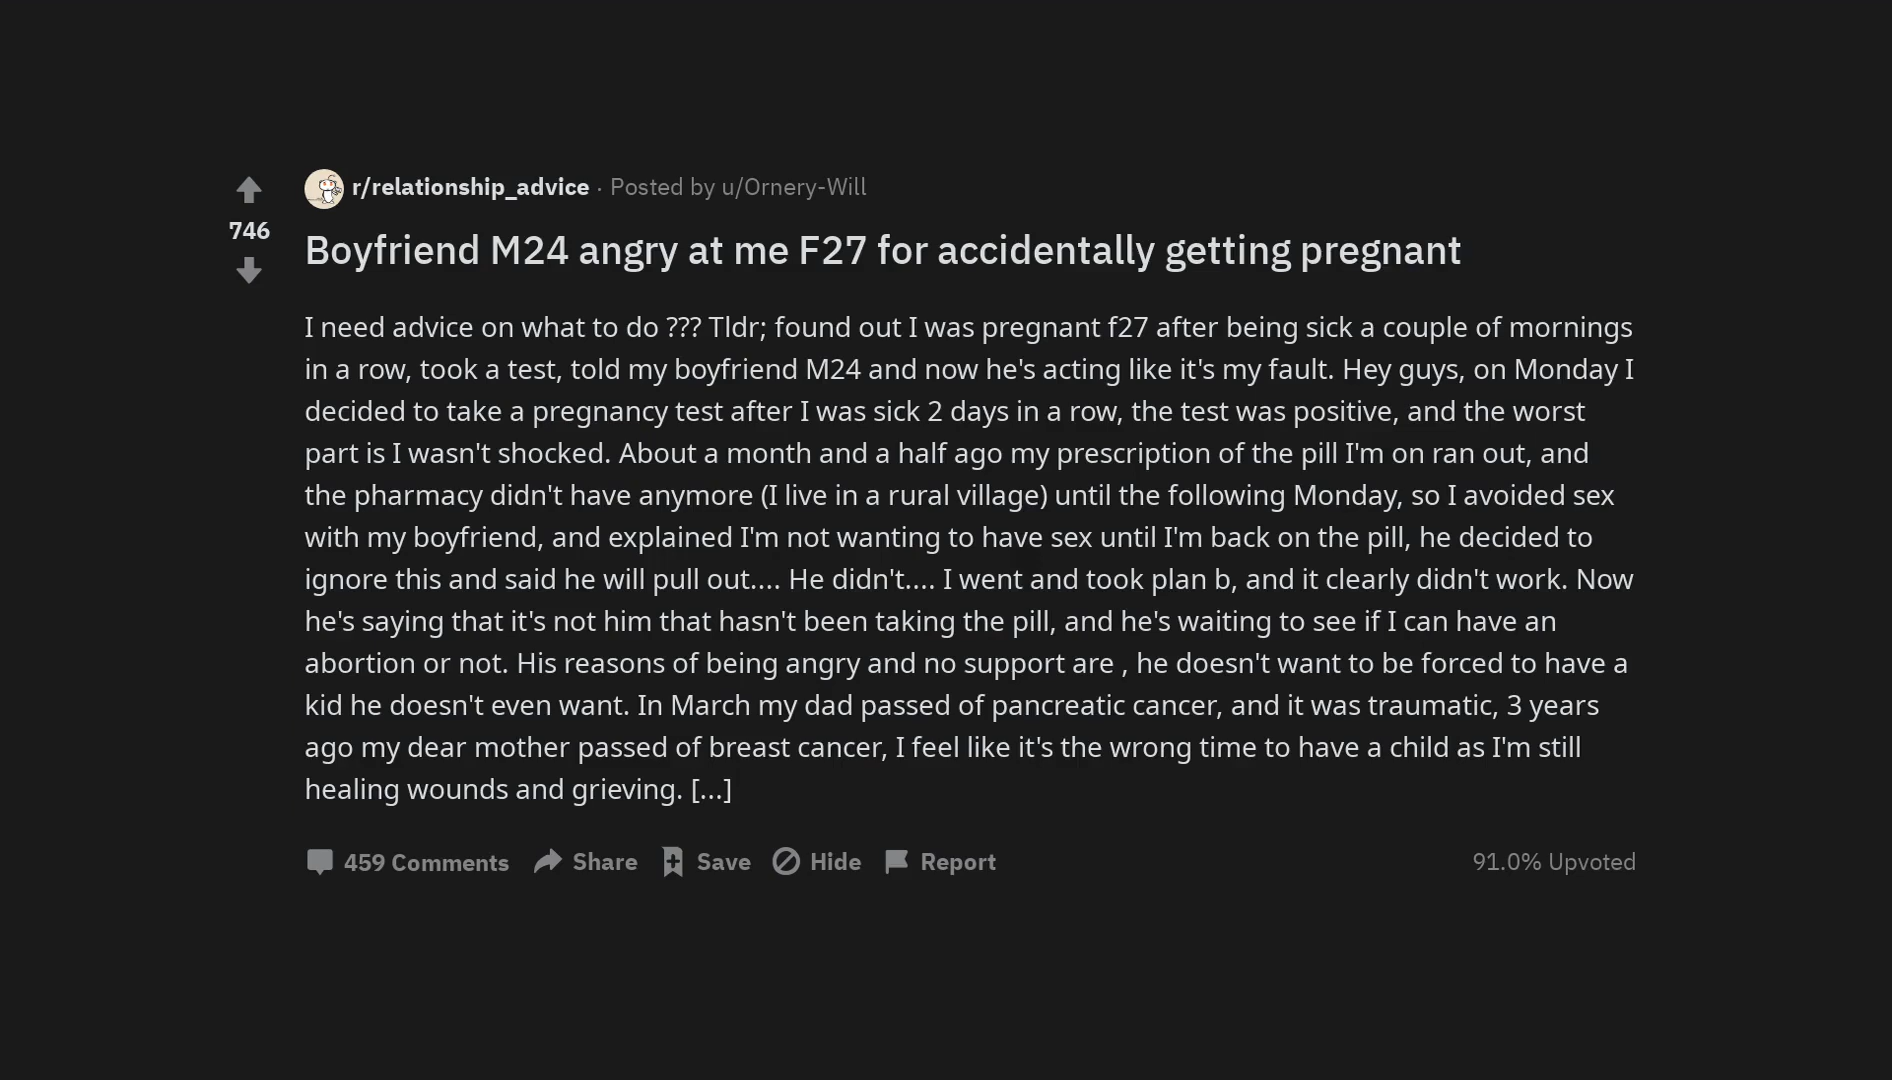 r/relationship_advice · Posted by u/Ornery-Will
746
Boyfriend M24 angry at me F27 for accidentally getting pregnant
I need advice on what to do ??? Tldr; found out I was pregnant f27 after being sick a couple of mornings
in a row, took a test, told my boyfriend M24 and now he's acting like it's my fault. Hey guys, on Monday I
decided to take a pregnancy test after I was sick 2 days in a row, the test was positive, and the worst
part is I wasn't shocked. About a month and a half ago my prescription of the pill I'm on ran out, and
the pharmacy didn't have anymore (I live in a rural village) until the following Monday, so I avoided sex
with my boyfriend, and explained I'm not wanting to have sex until I'm back on the pill, he decided to
ignore this and said he will pull out.... He didn't.... I went and took plan b, and it clearly didn't work. Now
he's saying that it's not him that hasn't been taking the pill, and he's waiting to see if I can have an
abortion or not. His reasons of being angry and no support are , he doesn't want to be forced to have a
kid he doesn't even want. In March my dad passed of pancreatic cancer, and it was traumatic, 3 years
ago my dear mother passed of breast cancer, I feel like it's the wrong time to have a child as I'm still
healing wounds and grieving. [...]
459 Comments Share Save Hide Report 91.0% Upvoted